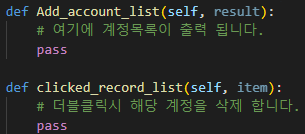 def Add_account_list(self, result):
# 여기에 계정목록이 출력 됩니다.
pass
def clicked_record_list(self, item):
# 더블클릭시 해당 계정을 삭제 합니다.
pass